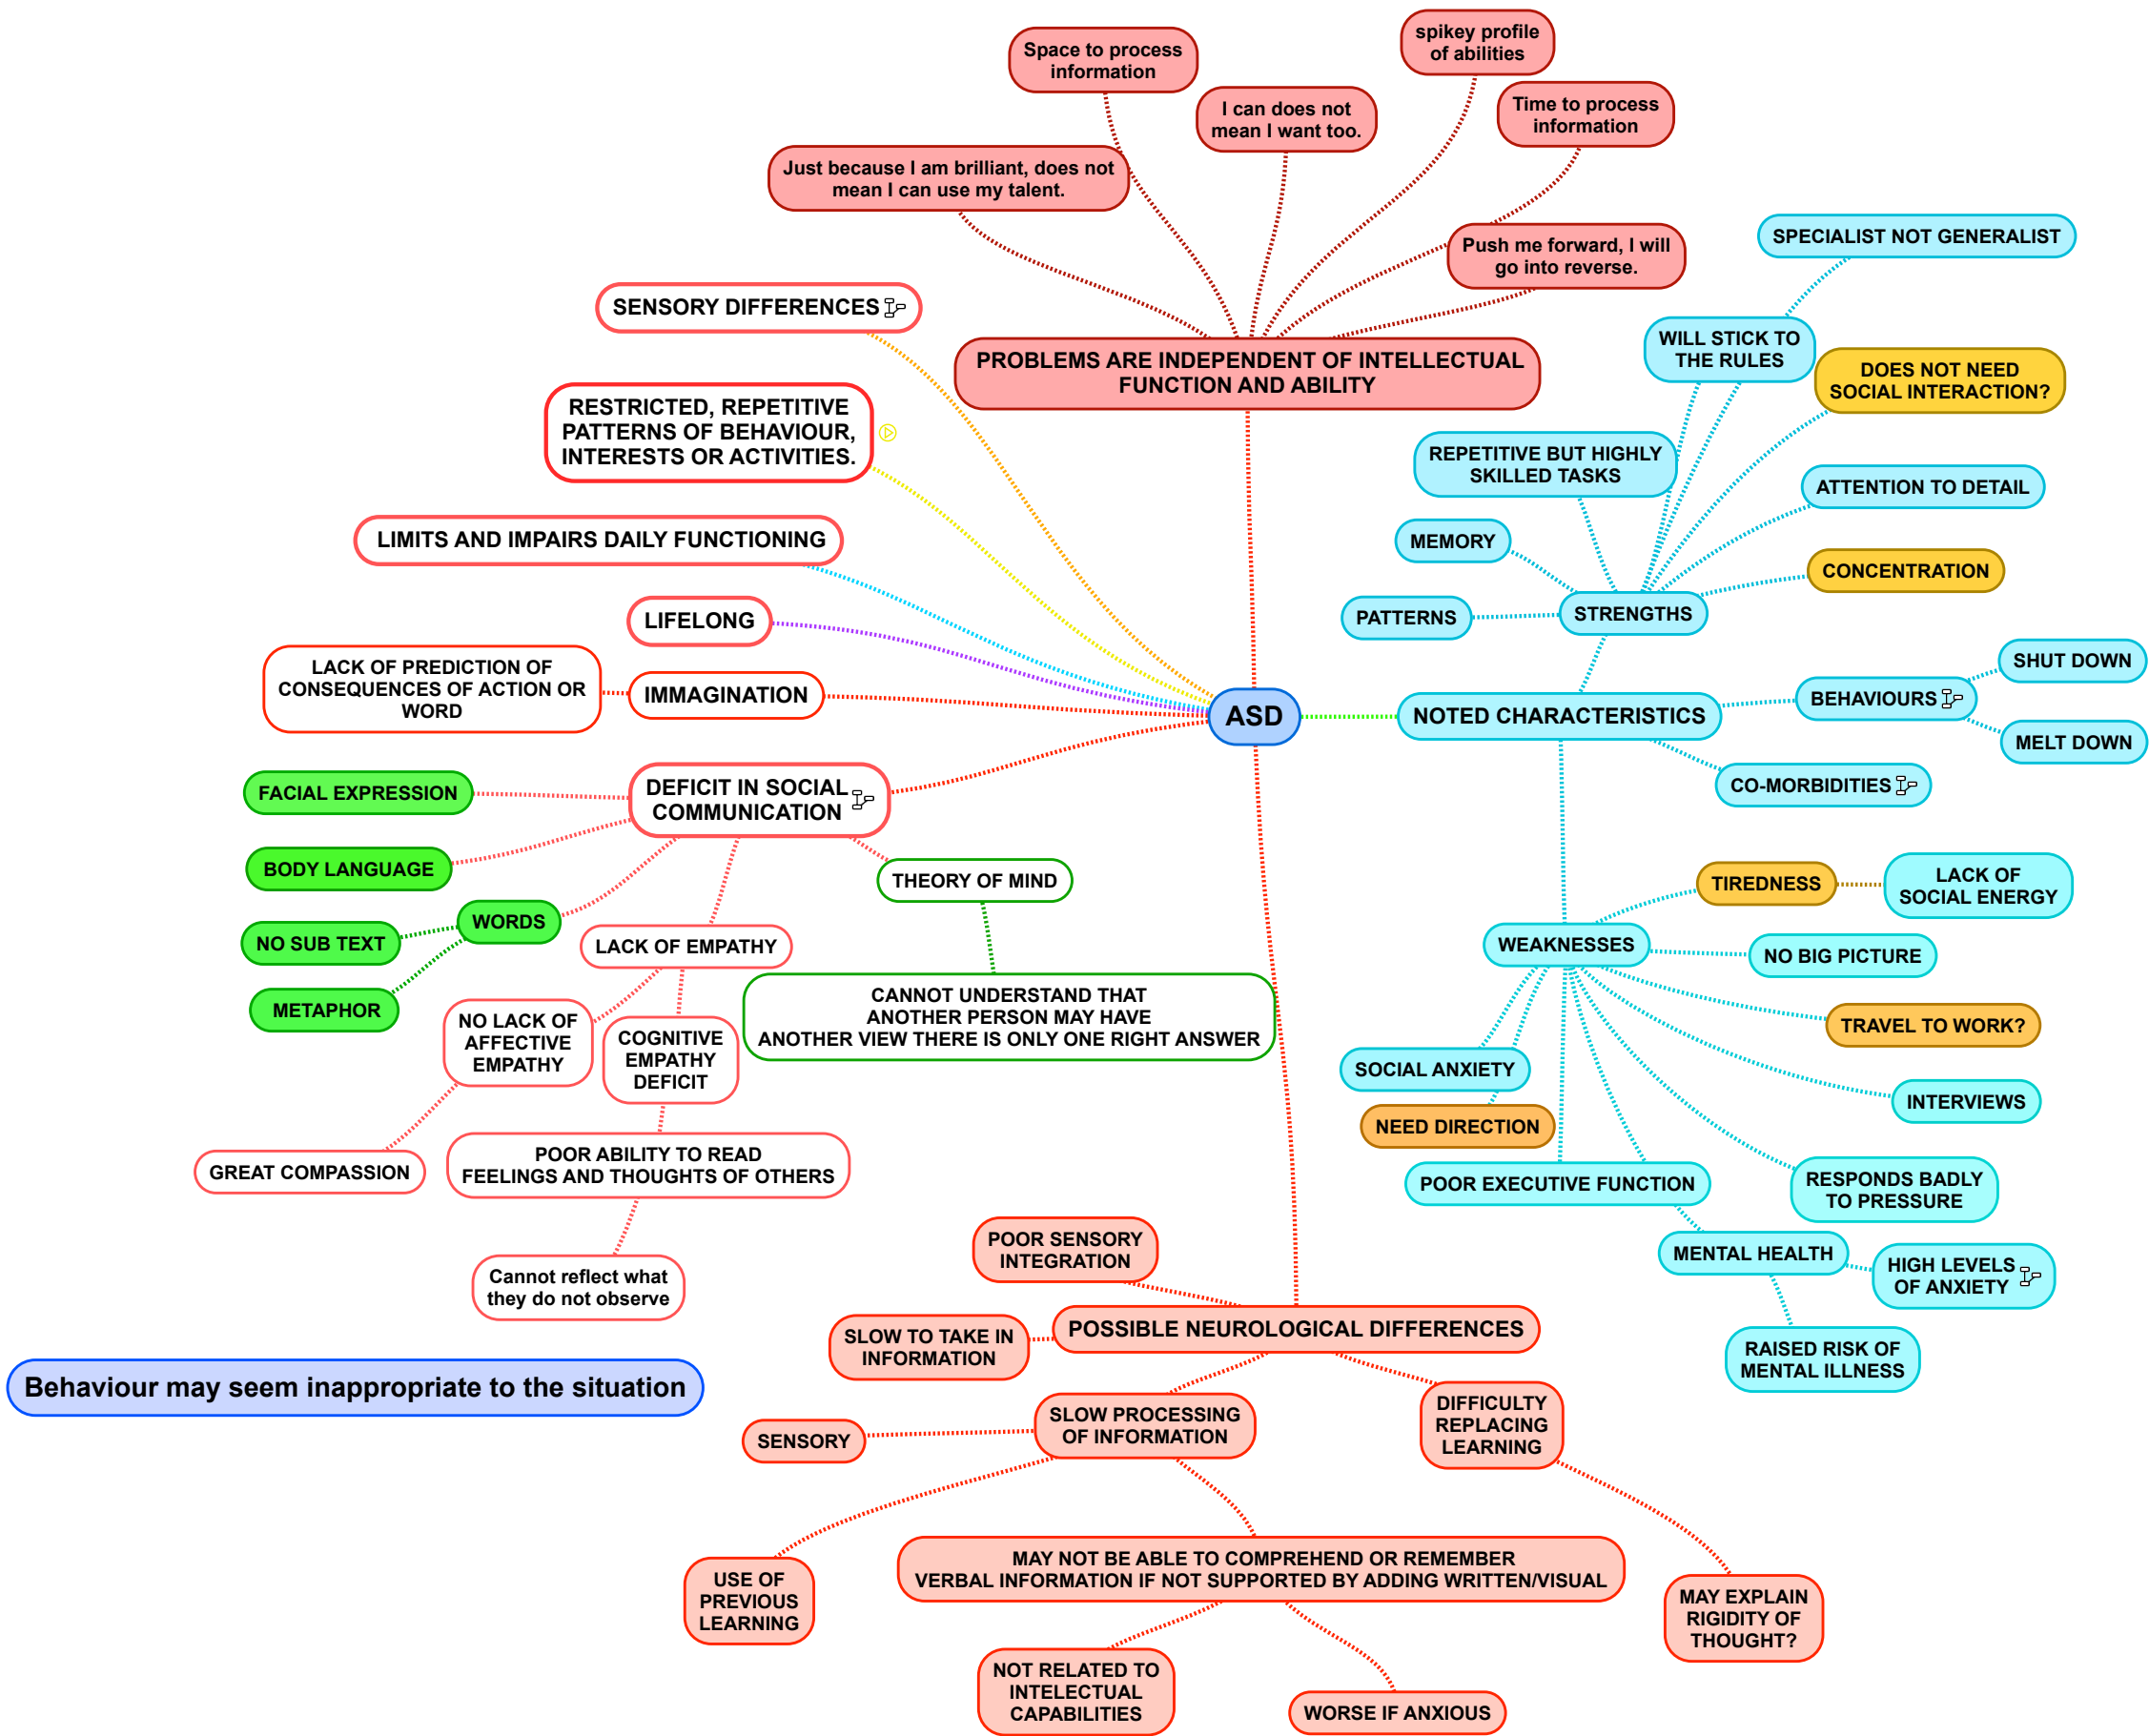 Space to process
information
spikey profile
of abilities
I can does not
mean I want too.
Time to process
information
Just because I am brilliant, does not
mean I can use my talent.
Push me forward, I will
go into reverse.
PROBLEMS ARE INDEPENDENT OF INTELLECTUAL
FUNCTION AND ABILITY
SENSORY DIFFERENCES
RESTRICTED, REPETITIVE
PATTERNS OF BEHAVIOUR,
INTERESTS OR ACTIVITIES.
LIMITS AND IMPAIRS DAILY FUNCTIONING
LIFELONG
IMMAGINATION
LACK OF PREDICTION OF
CONSEQUENCES OF ACTION OR
WORD
ASD
DEFICIT IN SOCIAL
COMMUNICATION
FACIAL EXPRESSION
BODY LANGUAGE
WORDS
NO SUB TEXT
METAPHOR
THEORY OF MIND
CANNOT UNDERSTAND THAT
ANOTHER PERSON MAY HAVE
ANOTHER VIEW THERE IS ONLY ONE RIGHT ANSWER
LACK OF EMPATHY
NO LACK OF
AFFECTIVE
EMPATHY
GREAT COMPASSION
COGNITIVE
EMPATHY
DEFICIT
POOR ABILITY TO READ
FEELINGS AND THOUGHTS OF OTHERS
Cannot reflect what
they do not observe
Behaviour may seem inappropriate to the situation
SPECIALIST NOT GENERALIST
WILL STICK TO
THE RULES
DOES NOT NEED
SOCIAL INTERACTION?
REPETITIVE BUT HIGHLY
SKILLED TASKS
ATTENTION TO DETAIL
MEMORY
CONCENTRATION
PATTERNS
STRENGTHS
NOTED CHARACTERISTICS
BEHAVIOURS
SHUT DOWN
MELT DOWN
CO-MORBIDITIES
WEAKNESSES
TIREDNESS
LACK OF
SOCIAL ENERGY
NO BIG PICTURE
TRAVEL TO WORK?
INTERVIEWS
SOCIAL ANXIETY
NEED DIRECTION
POOR EXECUTIVE FUNCTION
RESPONDS BADLY
TO PRESSURE
MENTAL HEALTH
HIGH LEVELS
OF ANXIETY
RAISED RISK OF
MENTAL ILLNESS
POOR SENSORY
INTEGRATION
POSSIBLE NEUROLOGICAL DIFFERENCES
SLOW TO TAKE IN
INFORMATION
SLOW PROCESSING
OF INFORMATION
DIFFICULTY
REPLACING
LEARNING
SENSORY
USE OF
PREVIOUS
LEARNING
MAY NOT BE ABLE TO COMPREHEND OR REMEMBER
VERBAL INFORMATION IF NOT SUPPORTED BY ADDING WRITTEN/VISUAL
MAY EXPLAIN
RIGIDITY OF
THOUGHT?
NOT RELATED TO
INTELECTUAL
CAPABILITIES
WORSE IF ANXIOUS